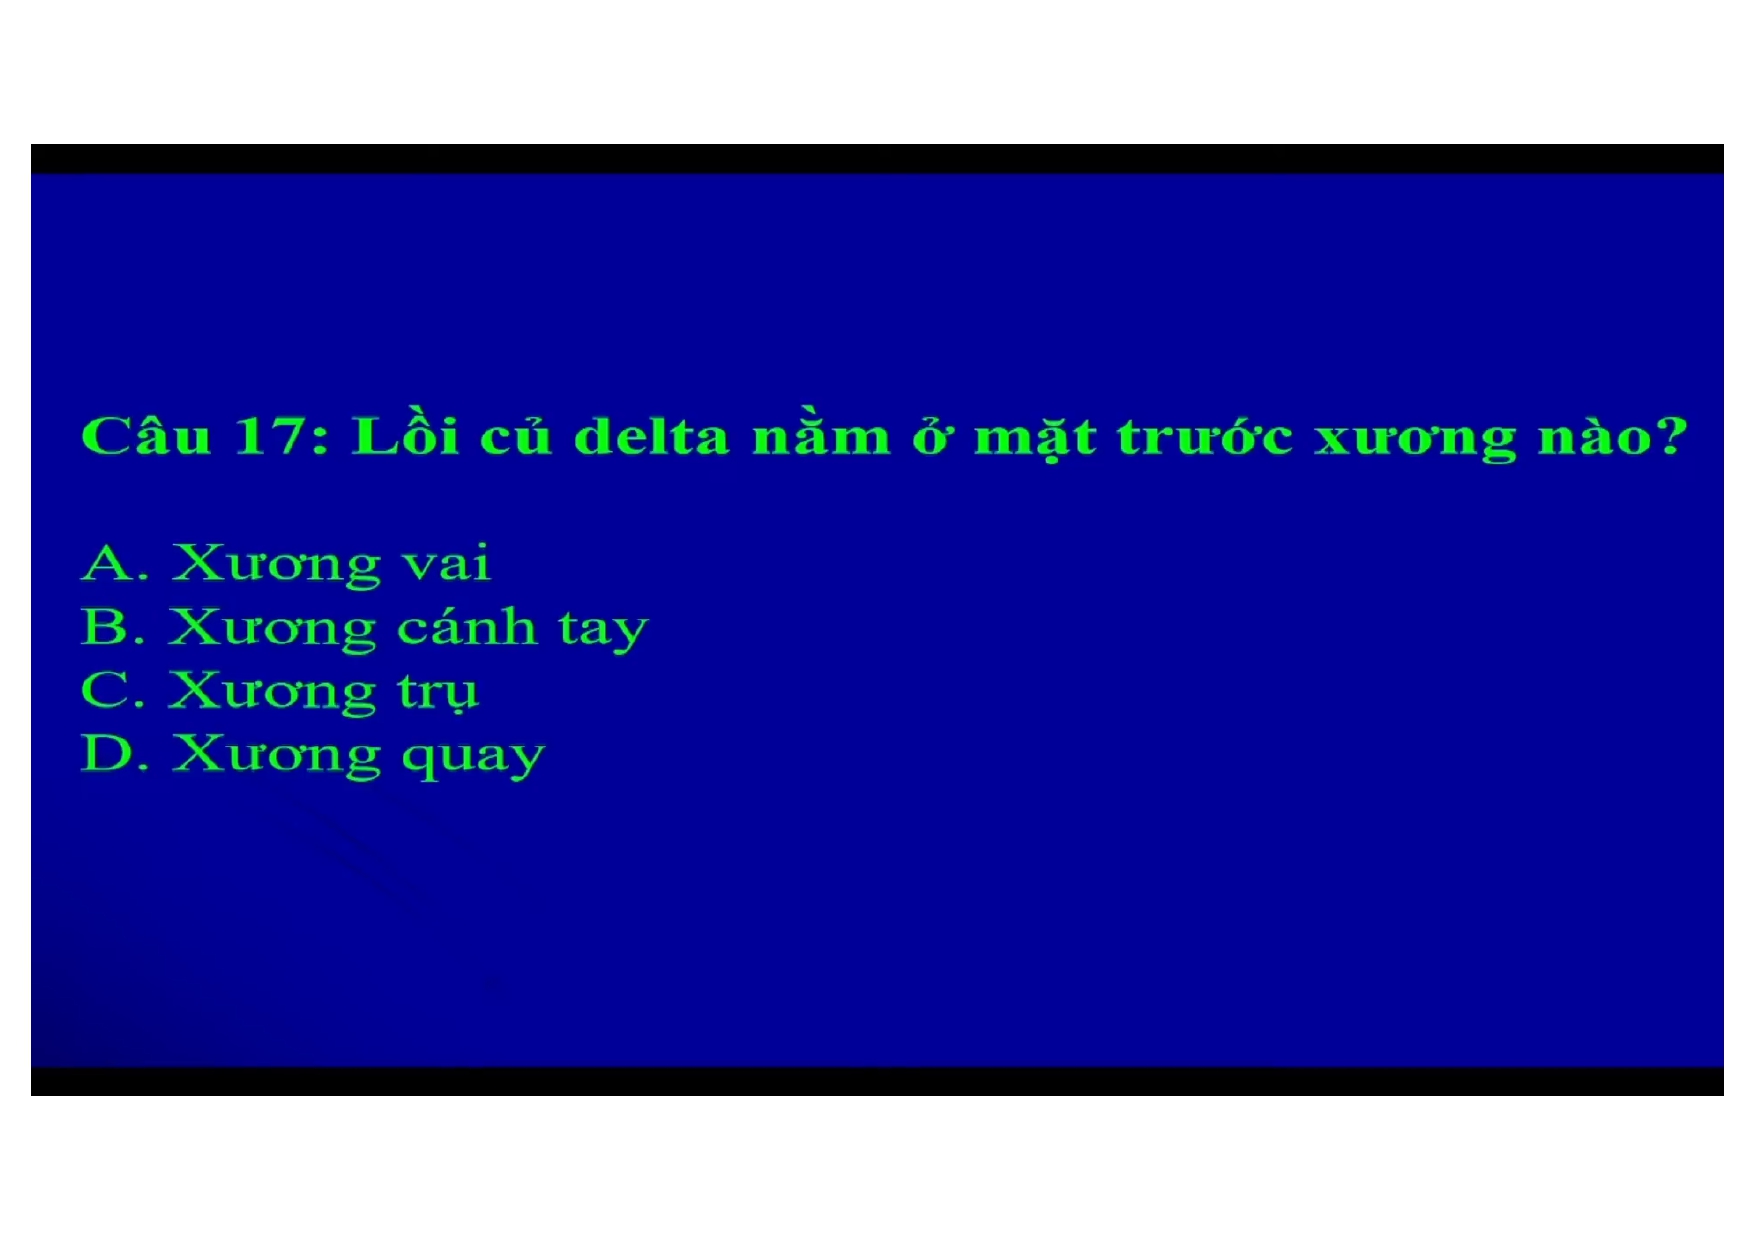 Câu 17: Lồi củ delta nằm ở mặt trước xương nào?
A. Xương vai
B. Xương cánh tay
C. Xương trụ
D. Xương quay